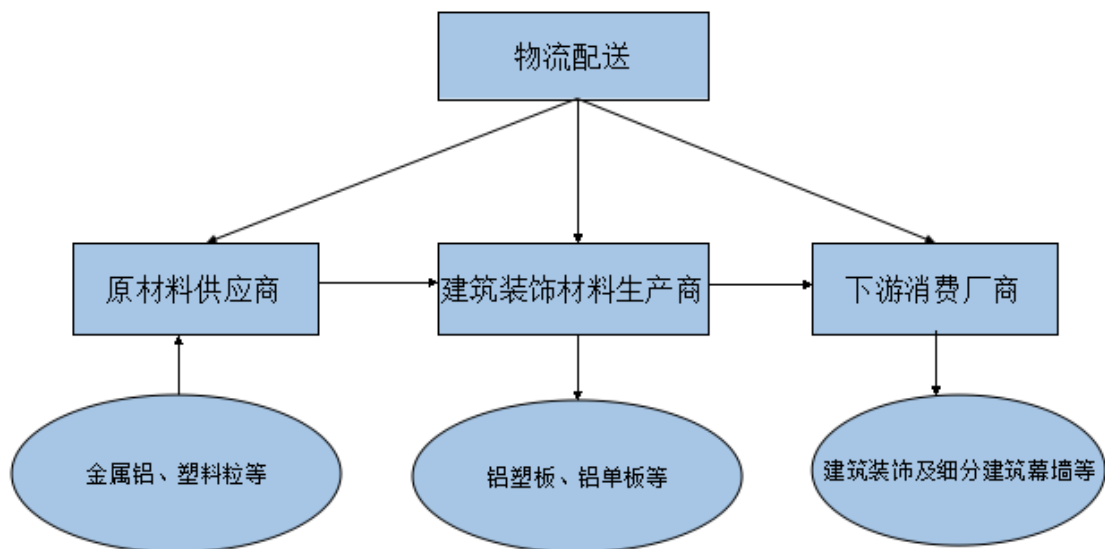 物流配送
原材料供应商
建筑装饰材料生产商
下游消费厂商
金属铝、塑料粒等
铝塑板、铝单板等
建筑装饰及细分建筑幕墙等